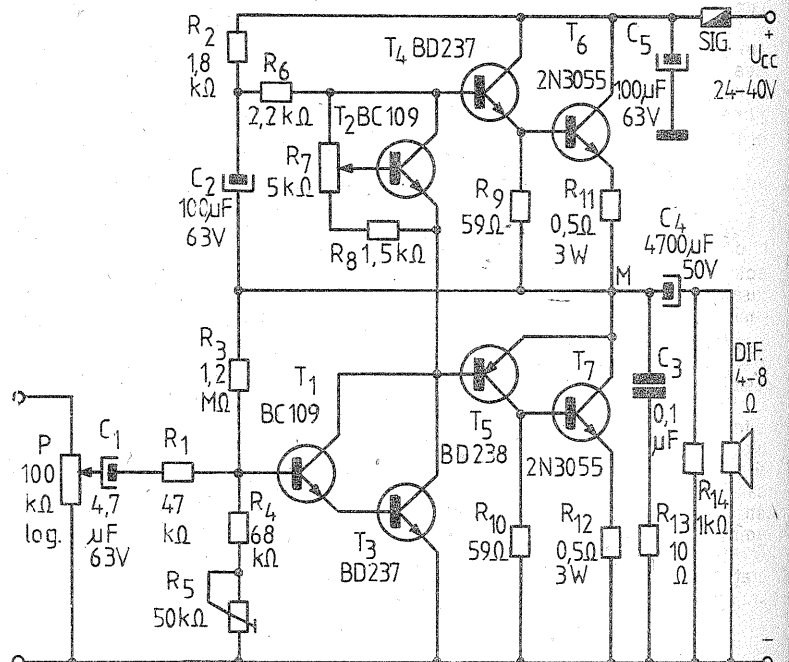 R2
1,8
kΩ
R6
2,2kΩ
T4 BD237
T6
2N3055
C5
100µF
63V
SIG.
+
UCC
24-40V
T2 BC109
R7
5kΩ
C2
100µF
63V
R8 1,5kΩ
R9
59Ω
R11
0,5Ω
3W
M
C4
4700µF
50V
R3
1,2
MΩ
T1
BC109
T5
BD238
T7
2N3055
C3
0,1
µF
DIF.
4-8
Ω
P
100
kΩ
log.
C1
4,7
µF
63V
R1
47
kΩ
R4
68
kΩ
R5
50kΩ
T3
BD237
R10
59Ω
R12
0,5Ω
3W
R13
10
Ω
R14
1kΩ
-